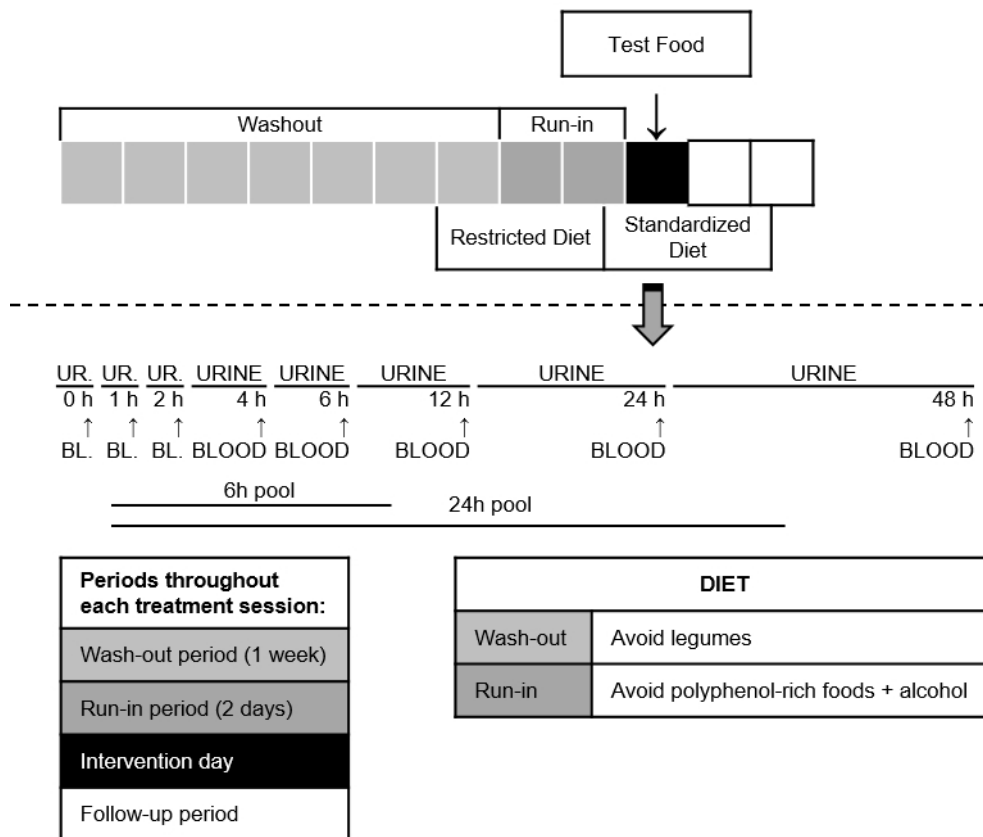 Test Food
Washout Run-in
Restricted Diet Standardized
Diet
UR. UR. UR. URINE URINE URINE URINE URINE
0 h 1 h 2 h 4 h 6 h 12 h 24 h 48 h
↑ ↑ ↑ ↑ ↑ ↑ ↑ ↑
BL. BL. BL. BLOOD BLOOD BLOOD BLOOD BLOOD
6h pool
24h pool
Periods throughout
each treatment session:
Wash-out period (1 week)
Run-in period (2 days)
Intervention day
Follow-up period
DIET
Wash-out Avoid legumes
Run-in Avoid polyphenol-rich foods + alcohol